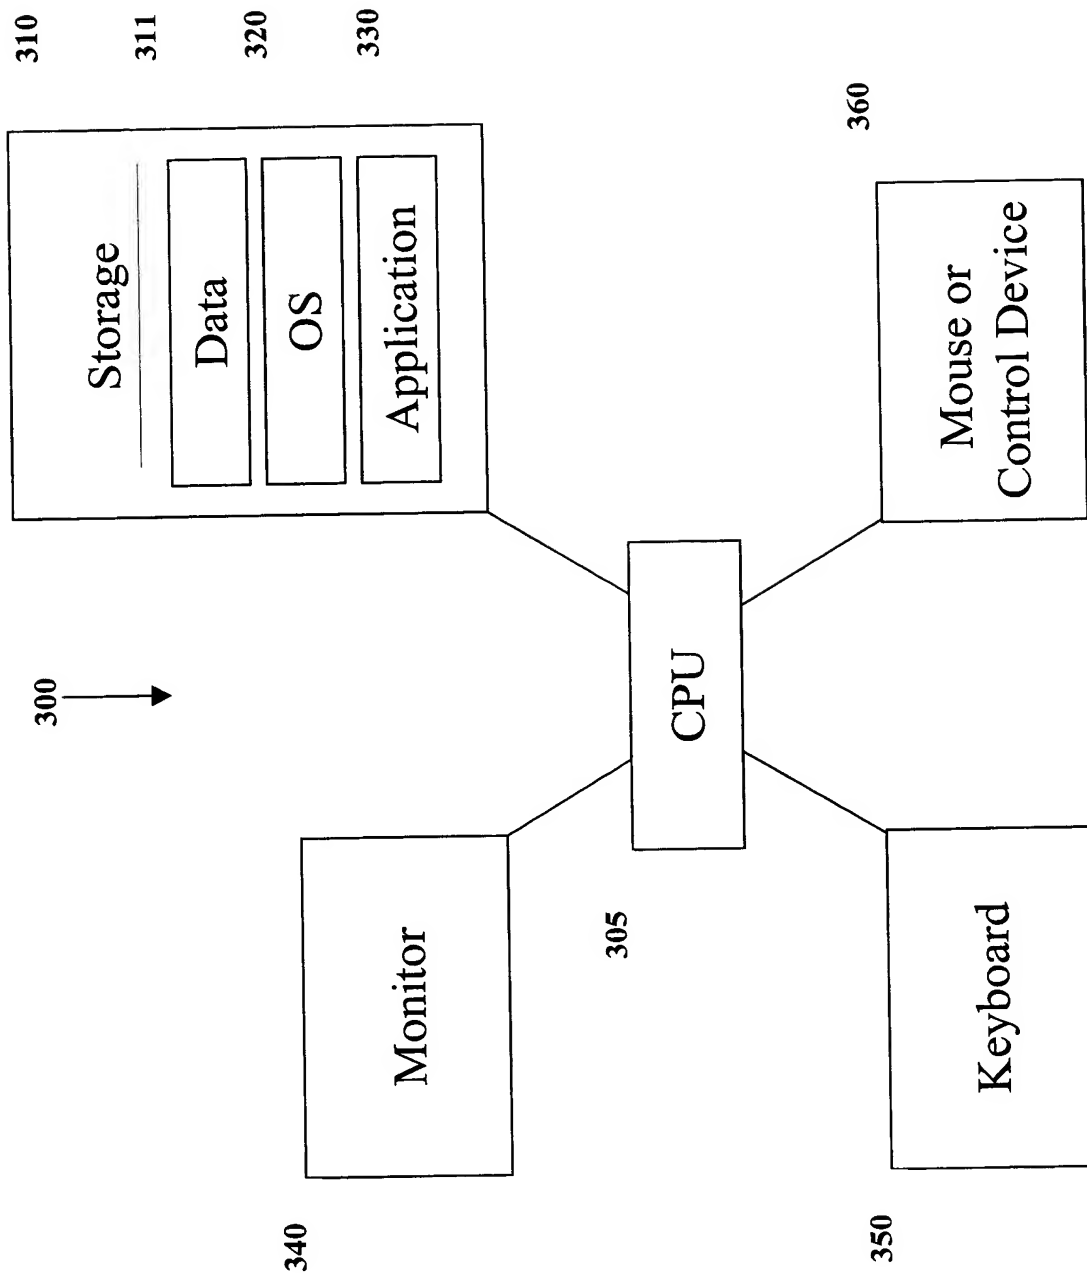 310
300
Storage
311
Data
320
340
OS
330
Monitor
Application
305
CPU
360
350
Mouse or
Keyboard
Control Device